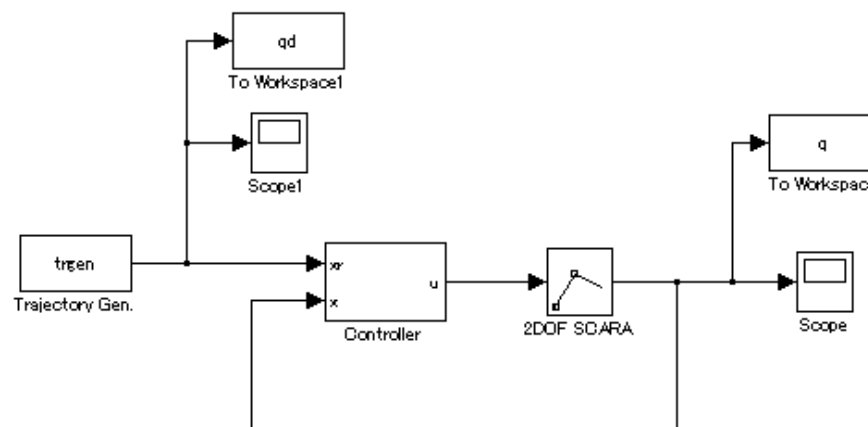 qd
To Workspace1
Scope1
q
To Workspac
trgen
Trajectory Gen.
xr
x
u
Controller
2DOF SCARA
Scope